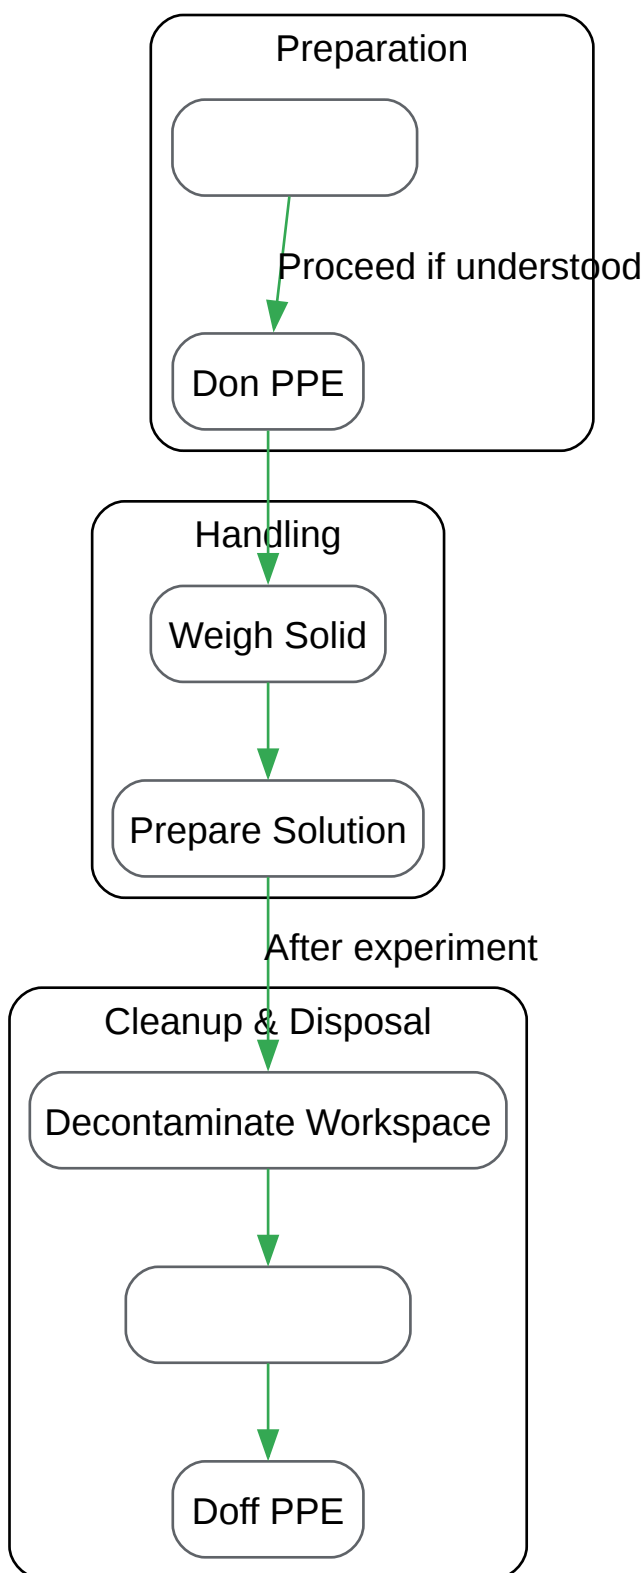 Preparation
Proceed if understood
Don PPE
Handling
Weigh Solid
Prepare Solution
After experiment
Cleanup & Disposal
Decontaminate Workspace
Doff PPE